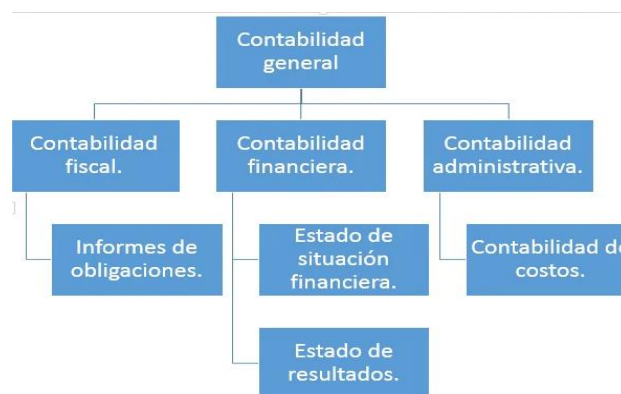 Contabilidad
general
Contabilidad
fiscal.
Contabilidad
financiera.
Contabilidad
administrativa.
Informes de
obligaciones.
Estado de
situación
financiera.
Contabilidad de
costos.
Estado de
resultados.